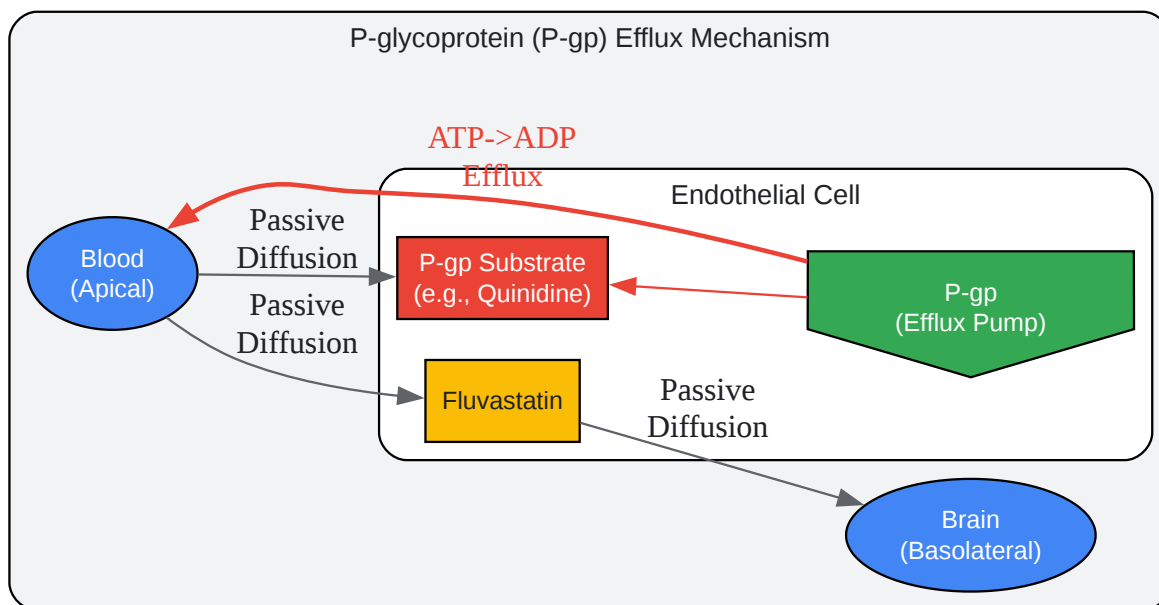 P-glycoprotein (P-gp) Efflux Mechanism
ATP->ADP
Efflux
Endothelial Cell
Passive
Diffusion
Blood
(Apical)
P-gp Substrate
(e.g., Quinidine)
P-gp
(Efflux Pump)
Passive
Diffusion
Fluvastatin
Passive
Diffusion
Brain
(Basolateral)